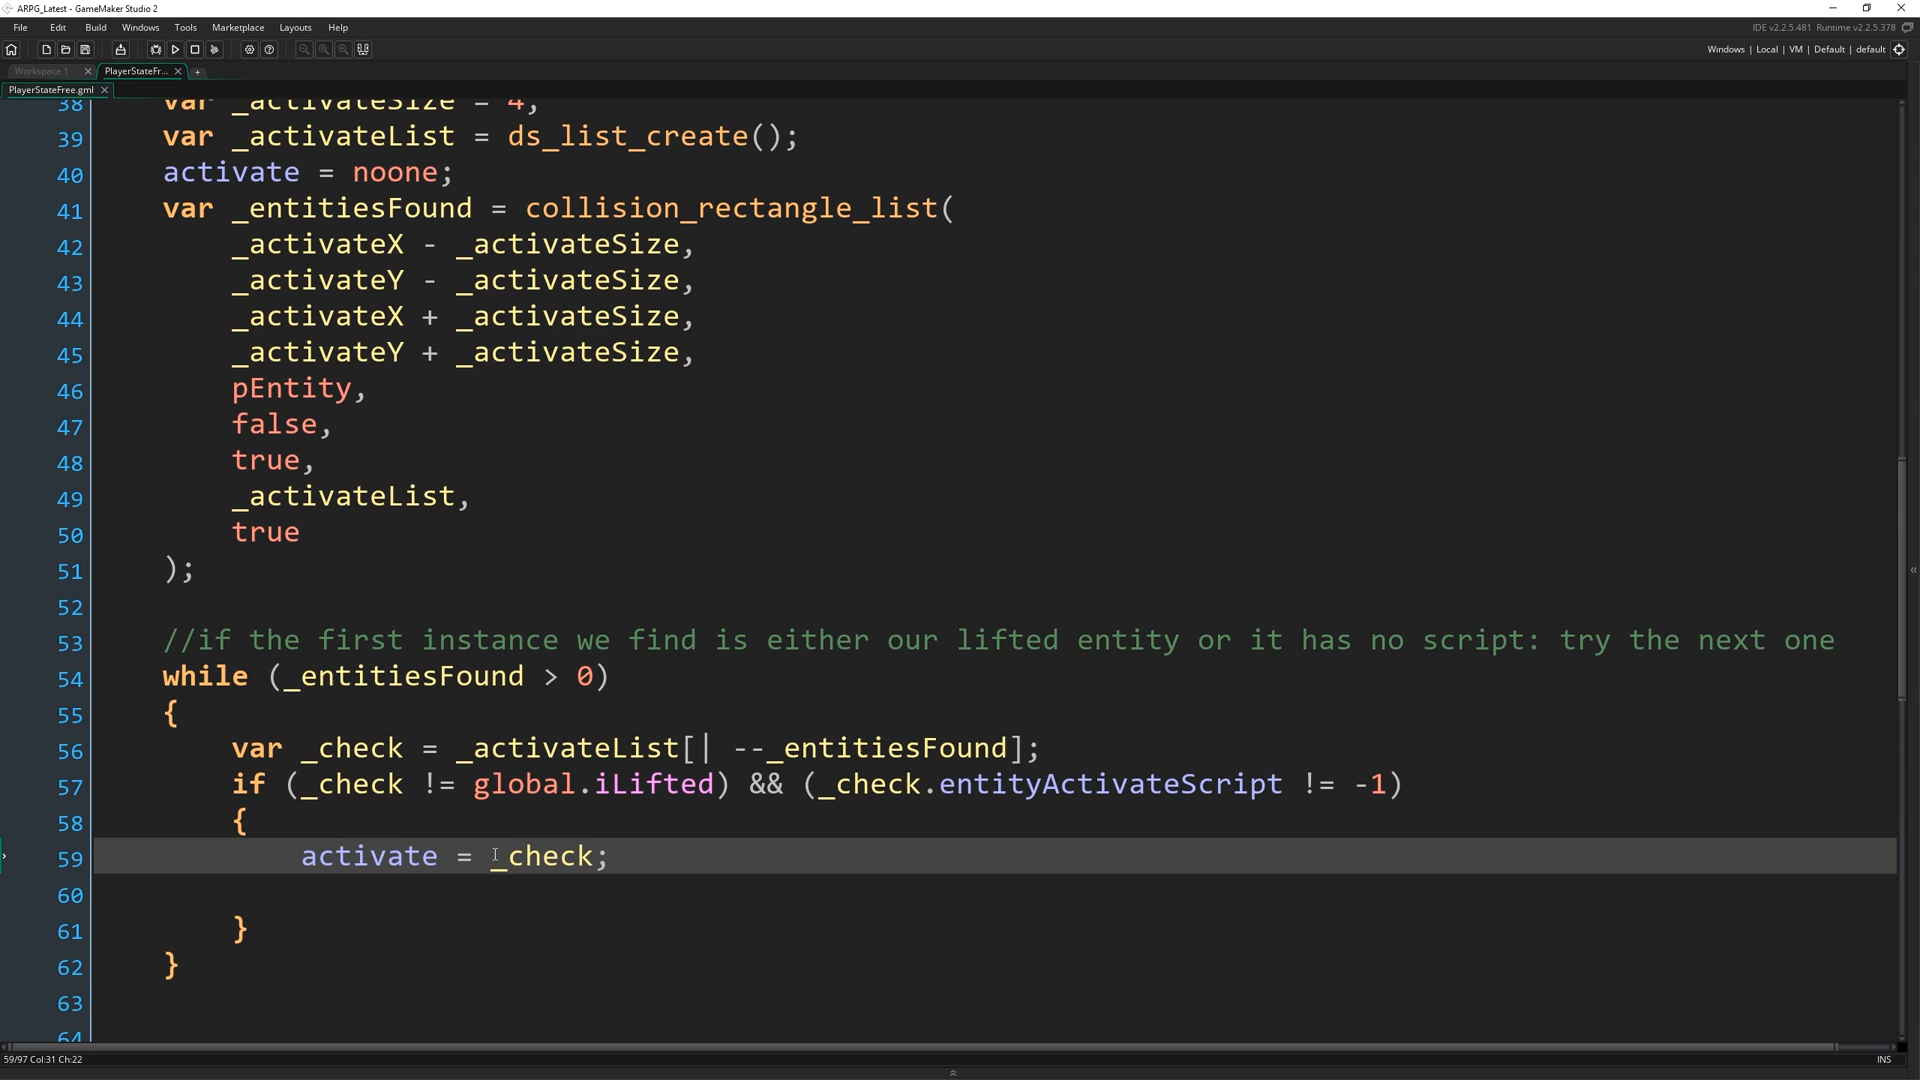 ARPG_Latest - GameMaker Studio 2
File Edit Build Windows Tools Marketplace Layouts Help
IDE v2.2.5.481 Runtime v2.2.5.378
Windows | Local | VM | Default | default
Workspace 1 PlayerStateFr...
PlayerStateFree.gml
38 var _activateSize = 4;
39 var _activateList = ds_list_create();
40 activate = noone;
41 var _entitiesFound = collision_rectangle_list(
42 _activateX - _activateSize,
43 _activateY - _activateSize,
44 _activateX + _activateSize,
45 _activateY + _activateSize,
46 pEntity,
47 false,
48 true,
49 _activateList,
50 true
51 );
52
53 //if the first instance we find is either our lifted entity or it has no script: try the next one
54 while (_entitiesFound > 0)
55 {
56 var _check = _activateList[| --_entitiesFound];
57 if (_check != global.iLifted) && (_check.entityActivateScript != -1)
58 {
59 activate = _check;
60
61 }
62 }
63
64
59/97 Col:31 Ch:22
INS